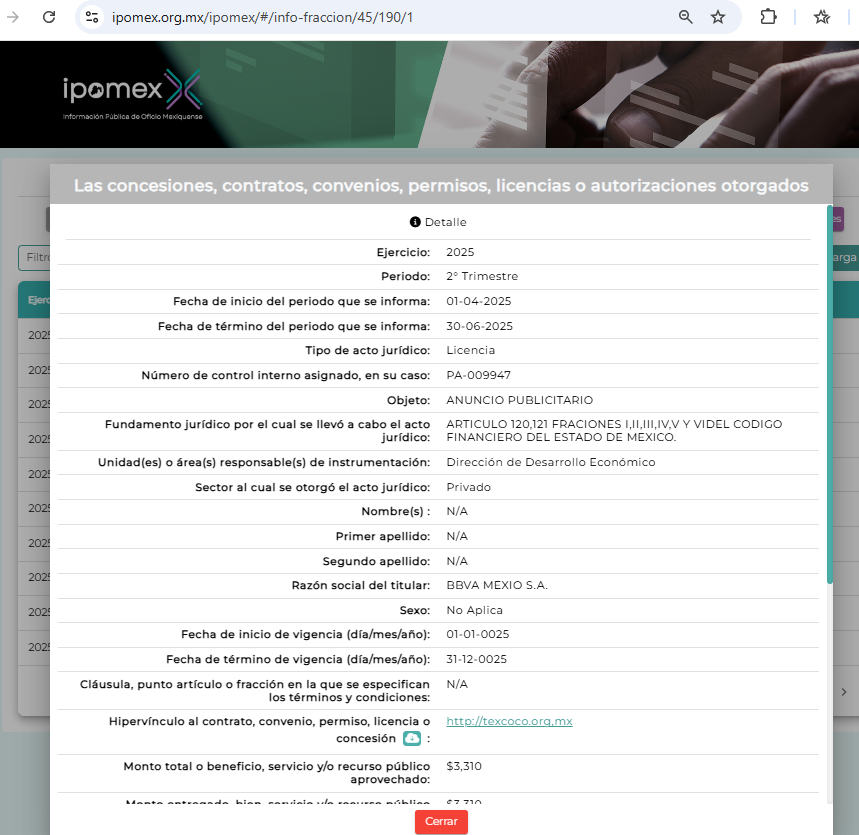 ipomex.org.mx/ipomex/#/info-fraccion/45/190/1
ipomex
Información Pública de Oficio Mexiquense
Las concesiones, contratos, convenios, permisos, licencias o autorizaciones otorgados
Detalle
Ejercicio: 2025
Periodo: 2° Trimestre
Fecha de inicio del periodo que se informa: 01-04-2025
Fecha de término del periodo que se informa: 30-06-2025
Tipo de acto jurídico: Licencia
Número de control interno asignado, en su caso: PA-009947
Objeto: ANUNCIO PUBLICITARIO
Fundamento jurídico por el cual se llevó a cabo el acto jurídico: ARTICULO 120,121 FRACIONES I,II,III,IV,V Y VIDEL CODIGO
FINANCIERO DEL ESTADO DE MEXICO.
Unidad(es) o área(s) responsable(s) de instrumentación: Dirección de Desarrollo Económico
Sector al cual se otorgó el acto jurídico: Privado
Nombre(s) : N/A
Primer apellido: N/A
Segundo apellido: N/A
Razón social del titular: BBVA MEXIO S.A.
Sexo: No Aplica
Fecha de inicio de vigencia (día/mes/año): 01-01-0025
Fecha de término de vigencia (día/mes/año): 31-12-0025
Cláusula, punto artículo o fracción en la que se especifican
los términos y condiciones: N/A
Hipervínculo al contrato, convenio, permiso, licencia o
concesión : http://texcoco.org,mx
Monto total o beneficio, servicio y/o recurso público
aprovechado: $3,310
Monto entregado, bien, servicio y/o recurso público $3,310
Cerrar